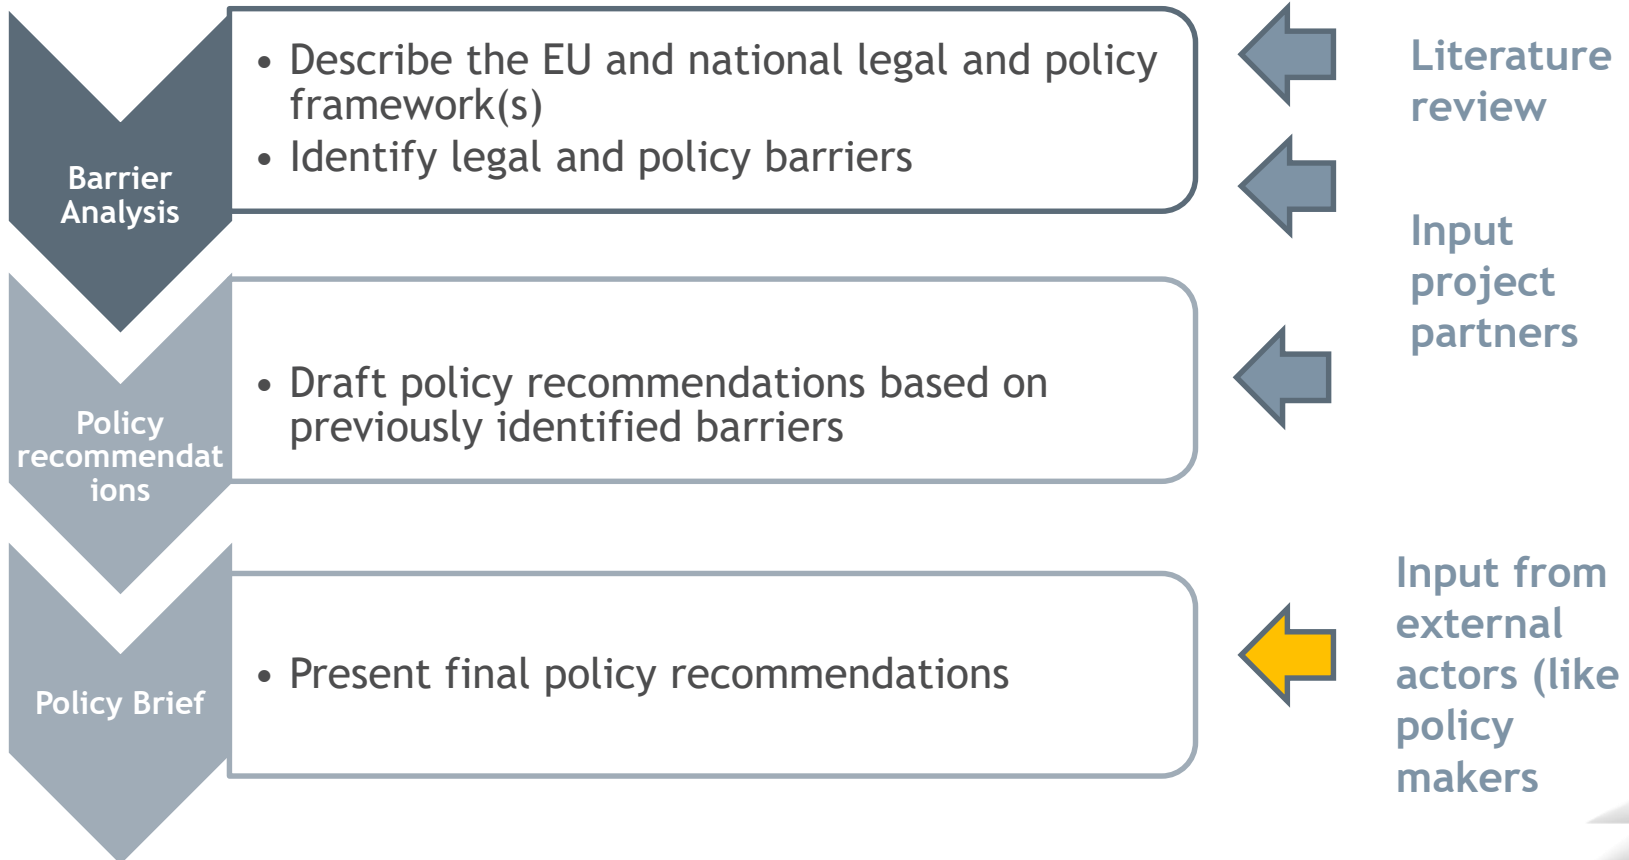 Barrier
Analysis
• Describe the EU and national legal and policy
framework(s)
• Identify legal and policy barriers
Literature
review
Input
project
partners
Policy
recommendat
ions
• Draft policy recommendations based on
previously identified barriers
Policy Brief
• Present final policy recommendations
Input from
external
actors (like
policy
makers